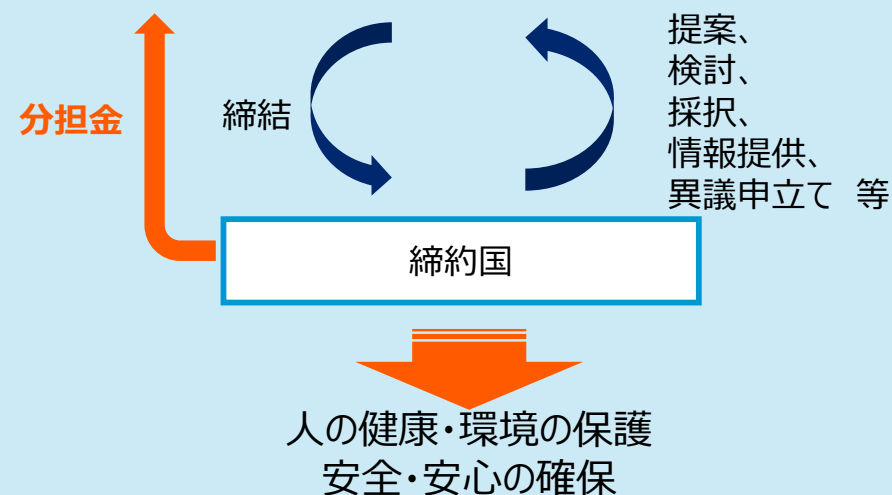 分担金
締結
提案、
検討、
採択、
情報提供、
異議申立て 等
締約国
人の健康・環境の保護
安全・安心の確保